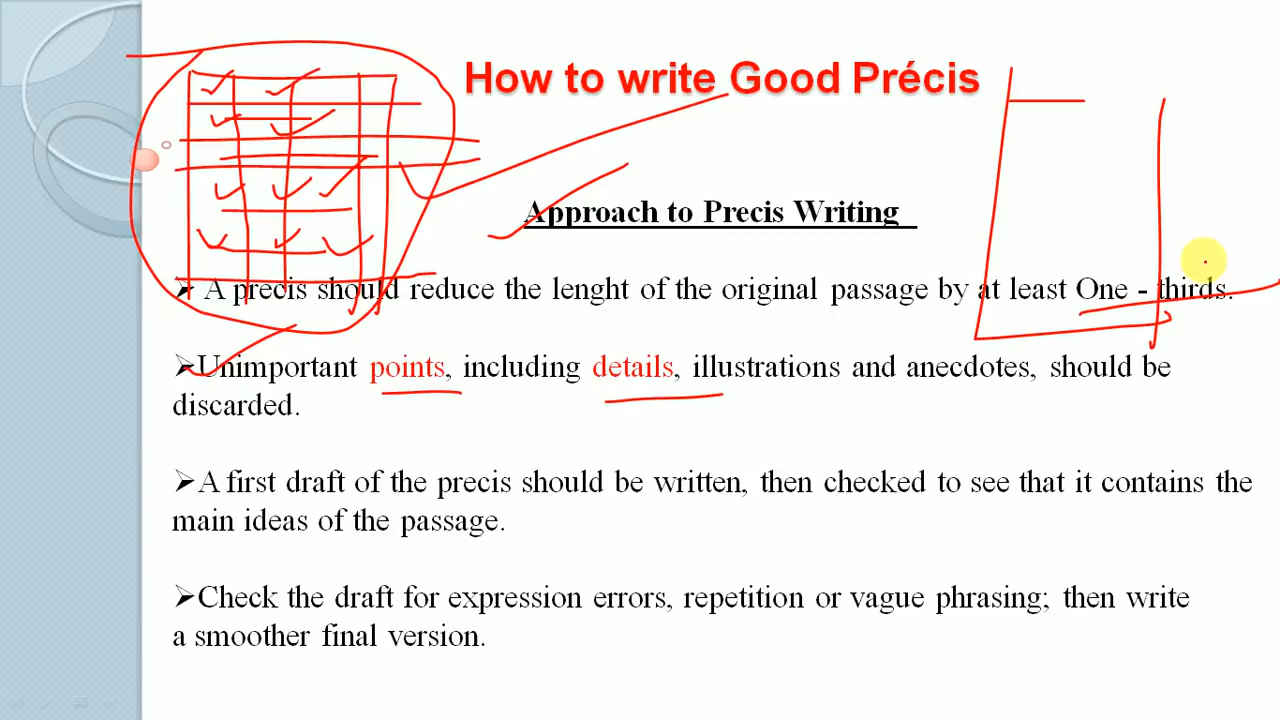 How to write Good Précis
Approach to Precis Writing
➢ A precis should reduce the lenght of the original passage by at least One - thirds.
➢Unimportant points, including details, illustrations and anecdotes, should be
discarded.
➢A first draft of the precis should be written, then checked to see that it contains the
main ideas of the passage.
➢Check the draft for expression errors, repetition or vague phrasing; then write
a smoother final version.